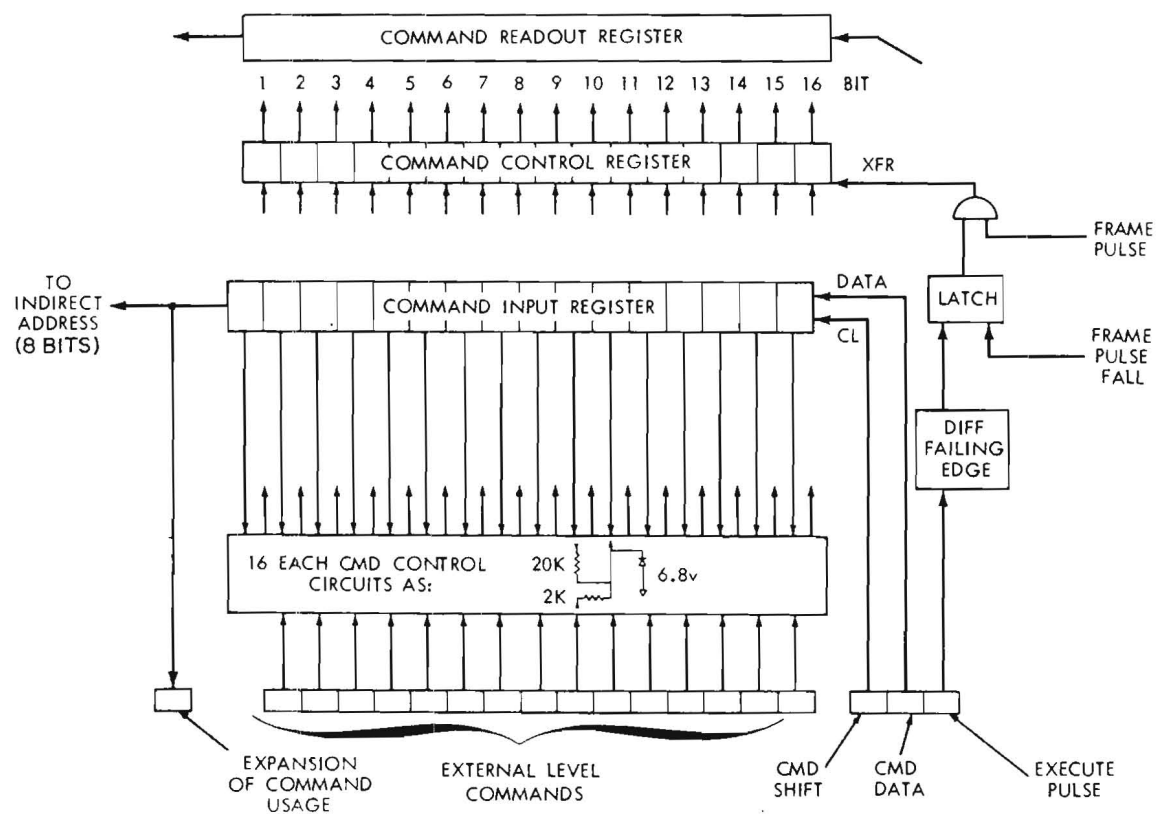 COMMAND READOUT REGISTER
1 2 3 4 5 6 7 8 9 10 11 12 13 14 15 16 BIT
COMMAND CONTROL REGISTER
XFR
FRAME
PULSE
TO
INDIRECT
ADDRESS
(8 BITS)
COMMAND INPUT REGISTER
DATA
CL
LATCH
FRAME
PULSE
FALL
DIFF
FAILING
EDGE
16 EACH CMD CONTROL
CIRCUITS AS:
20K
2K
6.8v
EXPANSION
OF COMMAND
USAGE
EXTERNAL LEVEL
COMMANDS
CMD
SHIFT
CMD
DATA
EXECUTE
PULSE